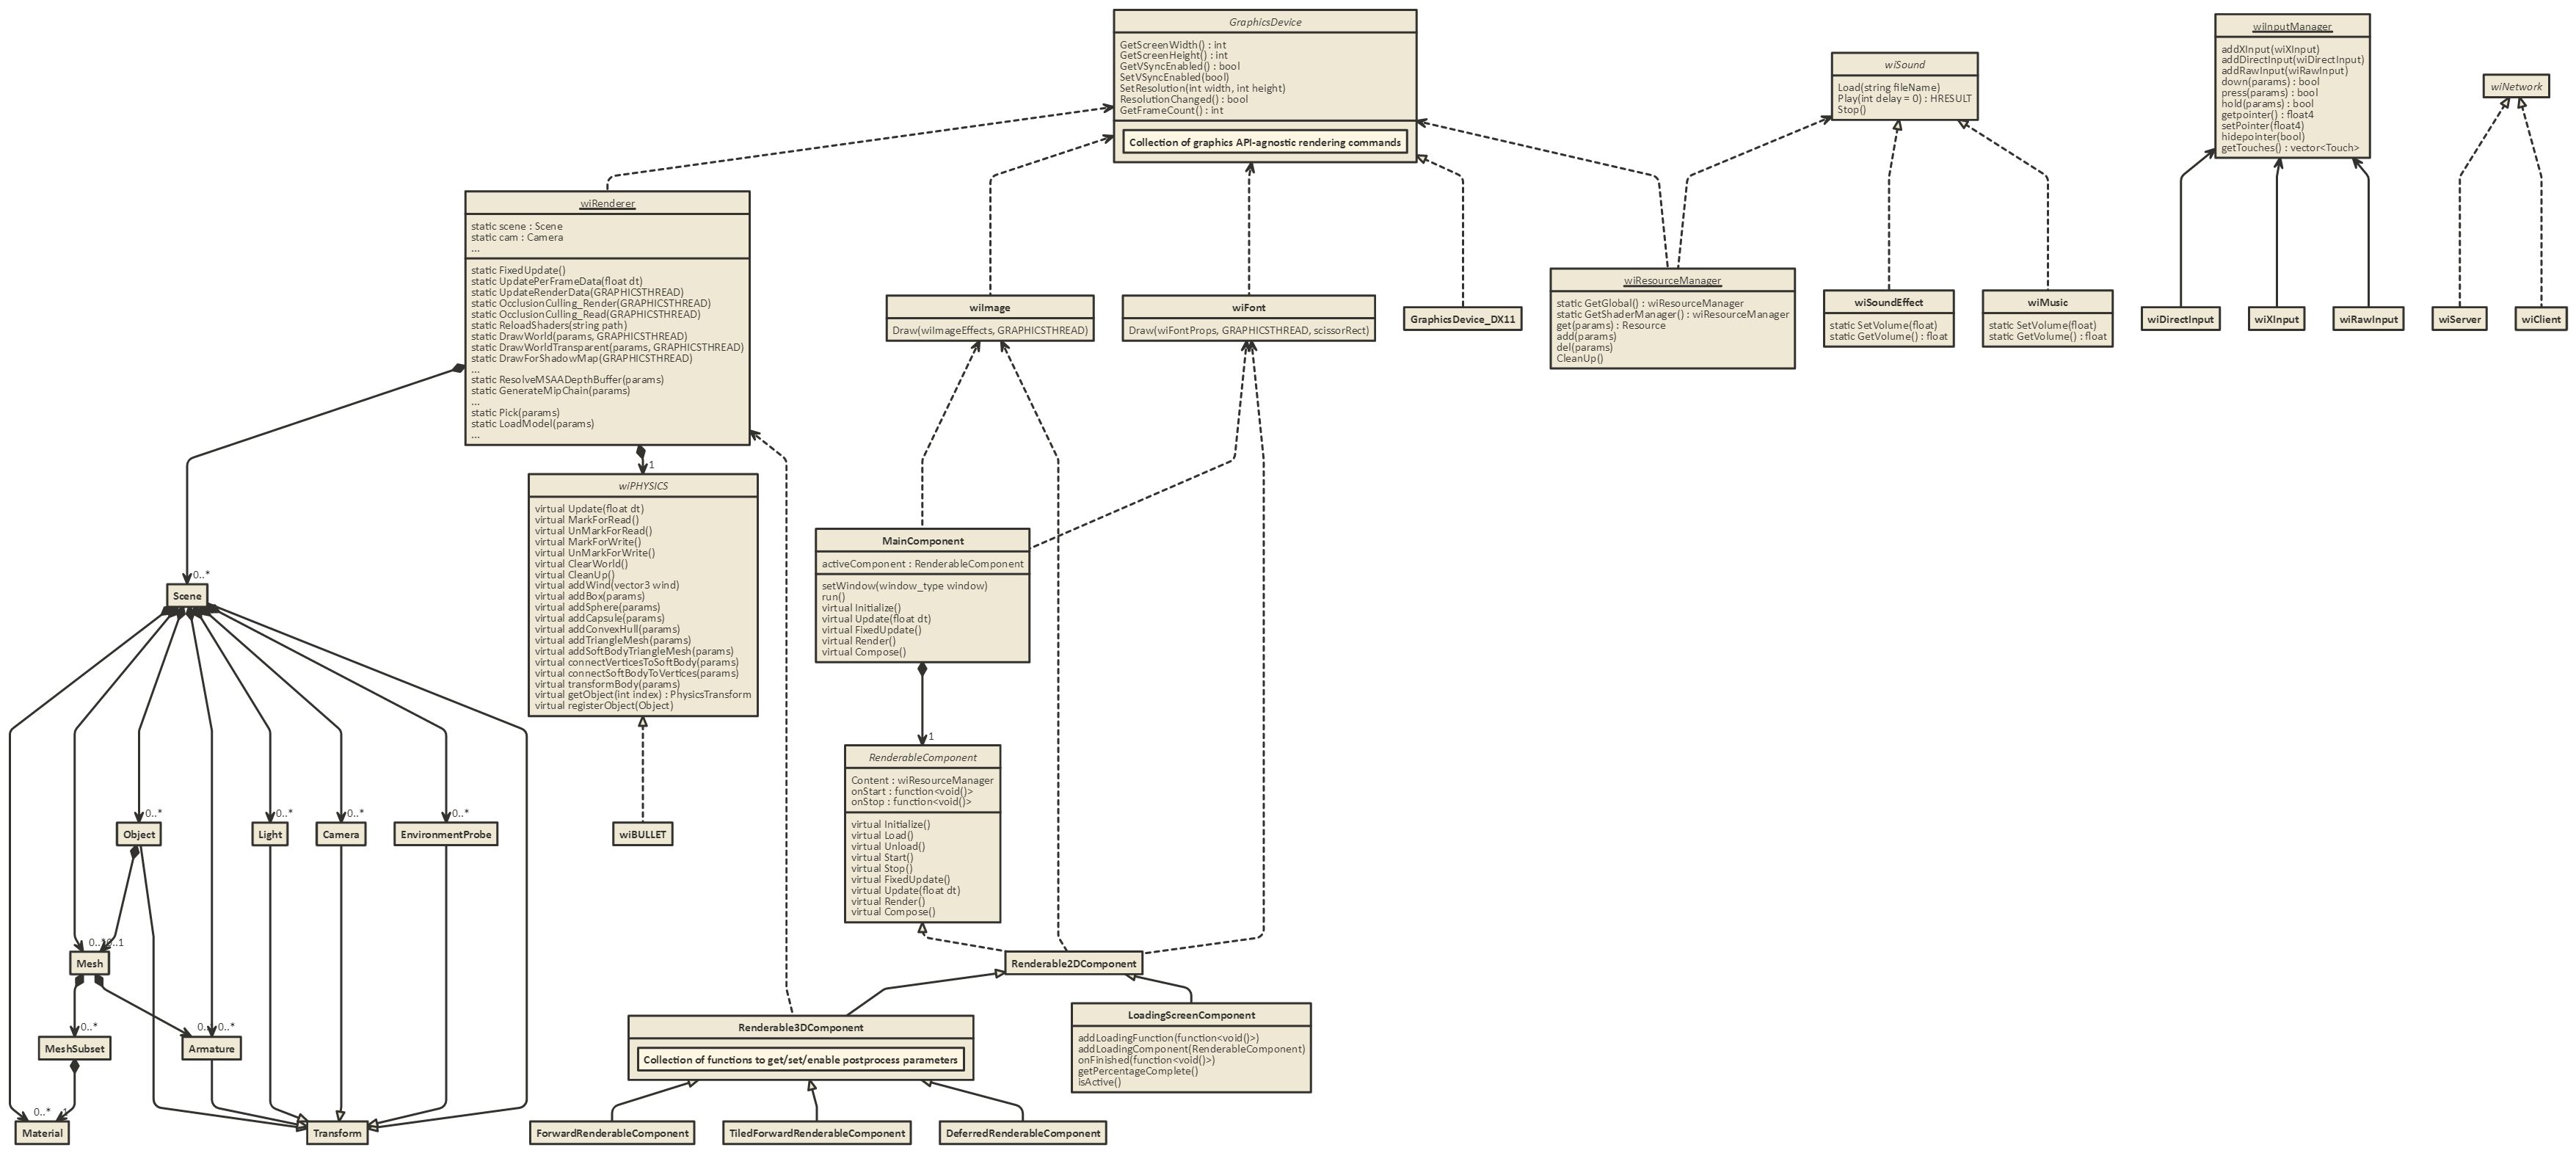 GraphicsDevice
GetScreenWidth() : int
GetScreenHeight() : int
GetVSyncEnabled() : bool
SetVSyncEnabled(bool)
SetResolution(int width, int height)
ResolutionChanged() : bool
GetFrameCount() : int
Collection of graphics API-agnostic rendering commands
wiSound
Load(string fileName)
Play(int delay = 0) : HRESULT
Stop()
wiInputManager
addXInput(wiXInput)
addDirectInput(wiDirectInput)
addRawInput(wiRawInput)
down(params) : bool
press(params) : bool
hold(params) : bool
getpointer() : float4
setPointer(float4)
hidepointer(bool)
getTouches() : vector<Touch>
wiNetwork
wiRenderer
static scene : Scene
static cam : Camera
...
static FixedUpdate()
static UpdatePerFrameData(float dt)
static UpdateRenderData(GRAPHICSTHREAD)
static OcclusionCulling_Render(GRAPHICSTHREAD)
static OcclusionCulling_Read(GRAPHICSTHREAD)
static ReloadShaders(string path)
static DrawWorld(params, GRAPHICSTHREAD)
static DrawWorldTransparent(params, GRAPHICSTHREAD)
static DrawForShadowMap(GRAPHICSTHREAD)
...
static ResolveMSAADepthBuffer(params)
static GenerateMipChain(params)
...
static Pick(params)
static LoadModel(params)
...
wiImage
Draw(wiImageEffects, GRAPHICSTHREAD)
wiFont
Draw(wiFontProps, GRAPHICSTHREAD, scissorRect)
GraphicsDevice_DX11
wiResourceManager
static GetGlobal() : wiResourceManager
static GetShaderManager() : wiResourceManager
get(params) : Resource
add(params)
del(params)
CleanUp()
wiSoundEffect
static SetVolume(float)
static GetVolume() : float
wiMusic
static SetVolume(float)
static GetVolume() : float
wiDirectInput
wiXInput
wiRawInput
wiServer
wiClient
1
wiPHYSICS
virtual Update(float dt)
virtual MarkForRead()
virtual UnMarkForRead()
virtual MarkForWrite()
virtual UnMarkForWrite()
virtual ClearWorld()
virtual CleanUp()
virtual addWind(vector3 wind)
virtual addBox(params)
virtual addSphere(params)
virtual addCapsule(params)
virtual addConvexHull(params)
virtual addTriangleMesh(params)
virtual addSoftBodyTriangleMesh(params)
virtual connectVerticesToSoftBody(params)
virtual connectSoftBodyToVertices(params)
virtual transformBody(params)
virtual getObject(int index) : PhysicsTransform
virtual registerObject(Object)
MainComponent
activeComponent : RenderableComponent
setWindow(window_type window)
run()
virtual Initialize()
virtual Update(float dt)
virtual FixedUpdate()
virtual Render()
virtual Compose()
0..*
Scene
1
RenderableComponent
Content : wiResourceManager
onStart : function<void()>
onStop : function<void()>
virtual Initialize()
virtual Load()
virtual Unload()
virtual Start()
virtual Stop()
virtual FixedUpdate()
virtual Update(float dt)
virtual Render()
virtual Compose()
0..*
0..*
0..*
0..*
Object
Light
Camera
EnvironmentProbe
wiBULLET
Mesh
Renderable2DComponent
0..*
0..*
MeshSubset
Armature
Renderable3DComponent
Collection of functions to get/set/enable postprocess parameters
LoadingScreenComponent
addLoadingFunction(function<void()>)
addLoadingComponent(RenderableComponent)
onFinished(function<void()>)
getPercentageComplete()
isActive()
0..*
1
Material
Transform
ForwardRenderableComponent
TiledForwardRenderableComponent
DeferredRenderableComponent